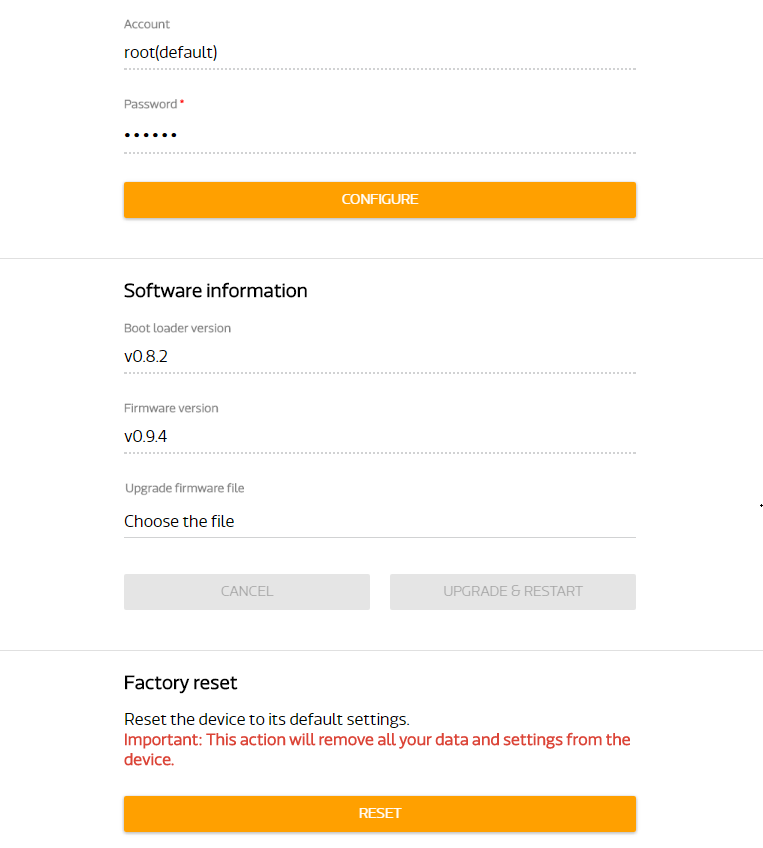 Account
root(default)
Password *
••••••
CONFIGURE
Software information
Boot loader version
v0.8.2
Firmware version
v0.9.4
Upgrade firmware file
Choose the file
CANCEL UPGRADE & RESTART
Factory reset
Reset the device to its default settings.
Important: This action will remove all your data and settings from the
device.
RESET